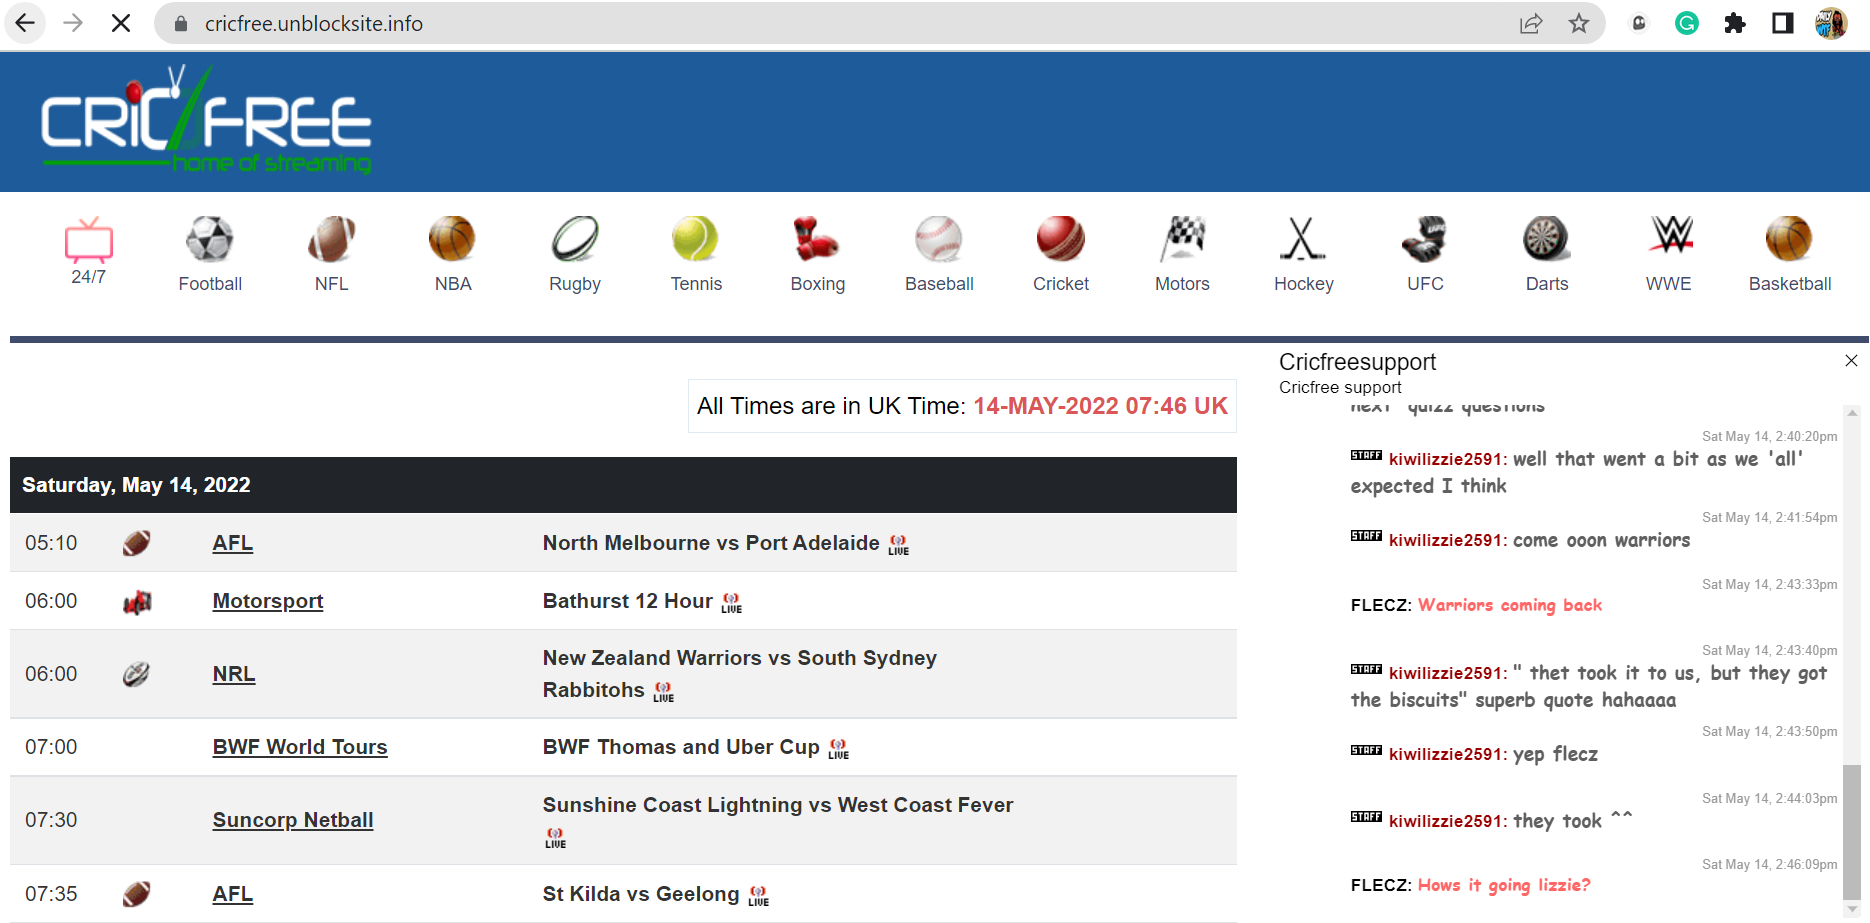 cricfree.unblocksite.info
CRIC FREE
home of streaming
24/7
Football
NFL
NBA
Rugby
Tennis
Boxing
Baseball
Cricket
Motors
Hockey
UFC
Darts
WWE
Basketball
All Times are in UK Time: 14-MAY-2022 07:46 UK
Saturday, May 14, 2022
05:10 AFL North Melbourne vs Port Adelaide LIVE
06:00 Motorsport Bathurst 12 Hour LIVE
06:00 NRL New Zealand Warriors vs South Sydney
Rabbitohs LIVE
07:00 BWF World Tours BWF Thomas and Uber Cup LIVE
07:30 Suncorp Netball Sunshine Coast Lightning vs West Coast Fever
LIVE
07:35 AFL St Kilda vs Geelong LIVE
Cricfreesupport
Cricfree support
next quizz questions
Sat May 14, 2:40:20pm
STAFF kiwilizzie2591: well that went a bit as we 'all'
expected I think
Sat May 14, 2:41:54pm
STAFF kiwilizzie2591: come ooon warriors
Sat May 14, 2:43:33pm
FLECZ: Warriors coming back
Sat May 14, 2:43:40pm
STAFF kiwilizzie2591: " thet took it to us, but they got
the biscuits" superb quote hahaaaa
Sat May 14, 2:43:50pm
STAFF kiwilizzie2591: yep flecz
Sat May 14, 2:44:03pm
STAFF kiwilizzie2591: they took ^^
Sat May 14, 2:46:09pm
FLECZ: Hows it going lizzie?